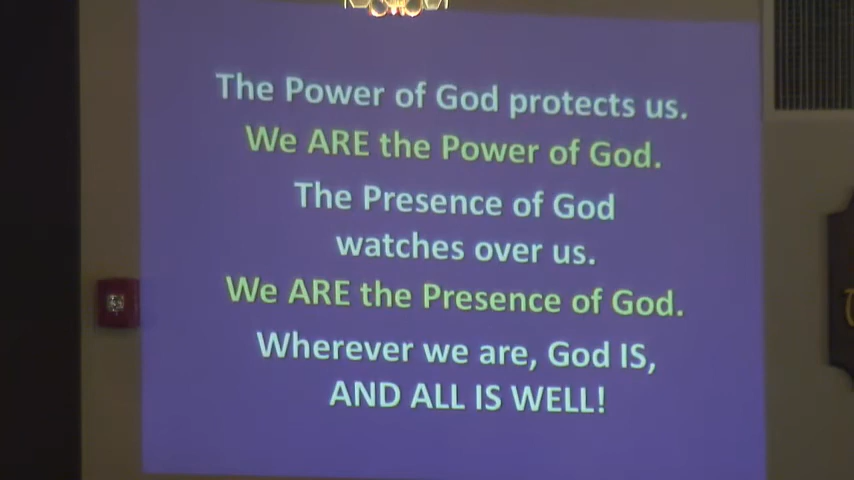 The Power of God protects us.
We ARE the Power of God.
The Presence of God
watches over us.
We ARE the Presence of God.
Wherever we are, God IS,
AND ALL IS WELL!